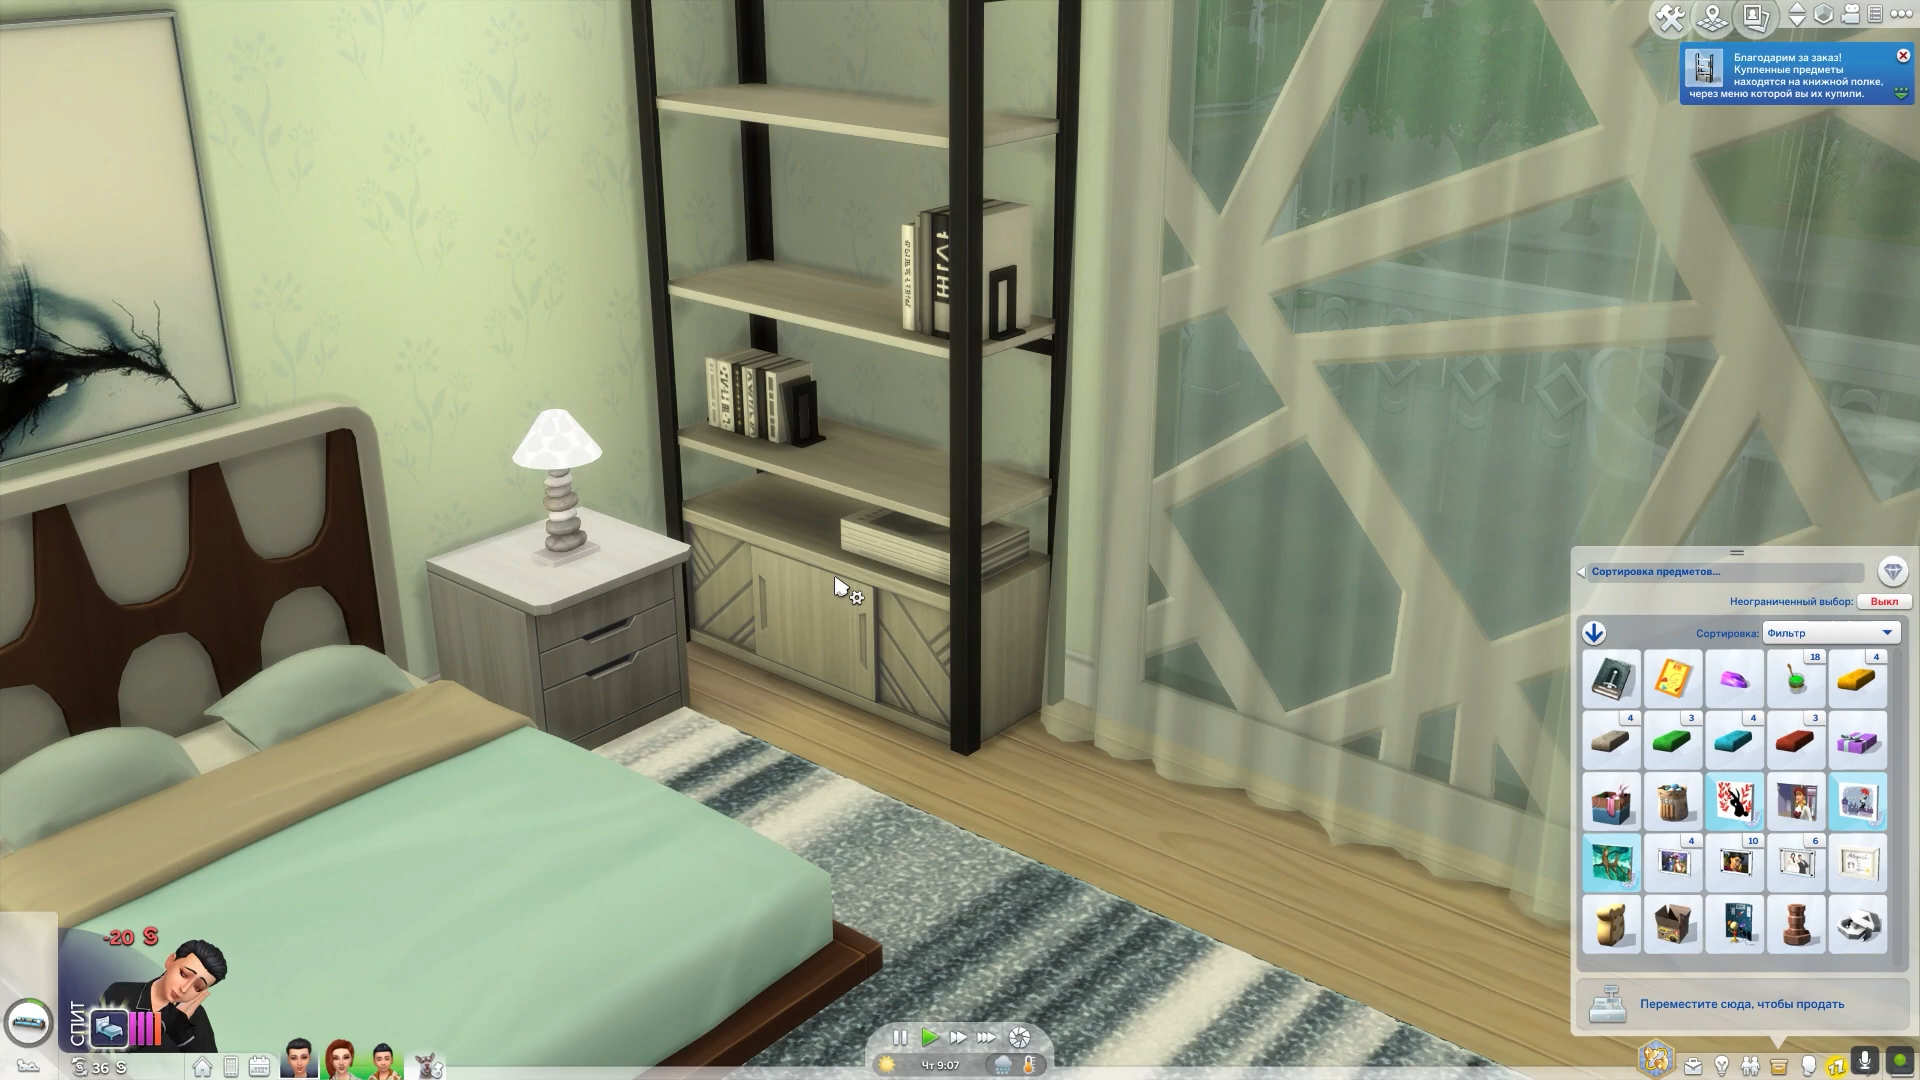 Благодарим за заказ!
Купленные предметы
находятся на книжной полке,
через меню которой вы их купили.
Сортировка предметов...
Неограниченный выбор: Выкл
Сортировка: Фильтр
18
4
4
3
4
3
4
10
6
Переместите сюда, чтобы продать
-20
СПИТ
36
Чт 9:07